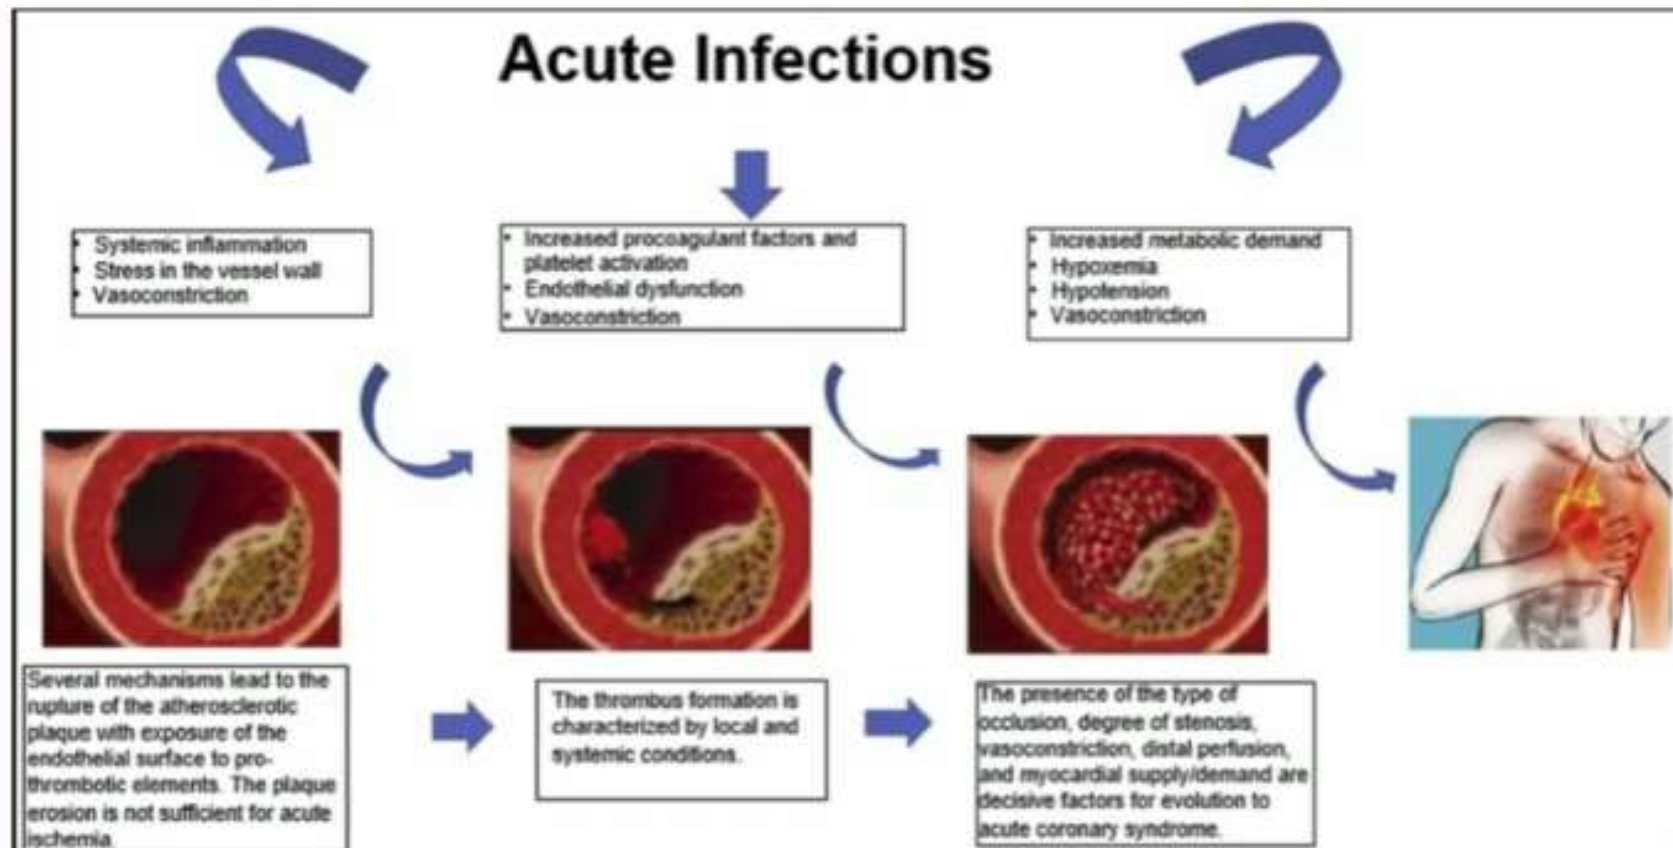 Acute Infections
• Systemic inflammation
• Stress in the vessel wall
• Vasoconstriction
• Increased procoagulant factors and
platelet activation
• Endothelial dysfunction
• Vasoconstriction
• Increased metabolic demand
• Hypoxemia
• Hypotension
• Vasoconstriction
Several mechanisms lead to the
rupture of the atherosclerotic
plaque with exposure of the
endothelial surface to pro-
thrombotic elements. The plaque
erosion is not sufficient for acute
ischemia.
The thrombus formation is
characterized by local and
systemic conditions.
The presence of the type of
occlusion, degree of stenosis,
vasoconstriction, distal perfusion,
and myocardial supply/demand are
decisive factors for evolution to
acute coronary syndrome.